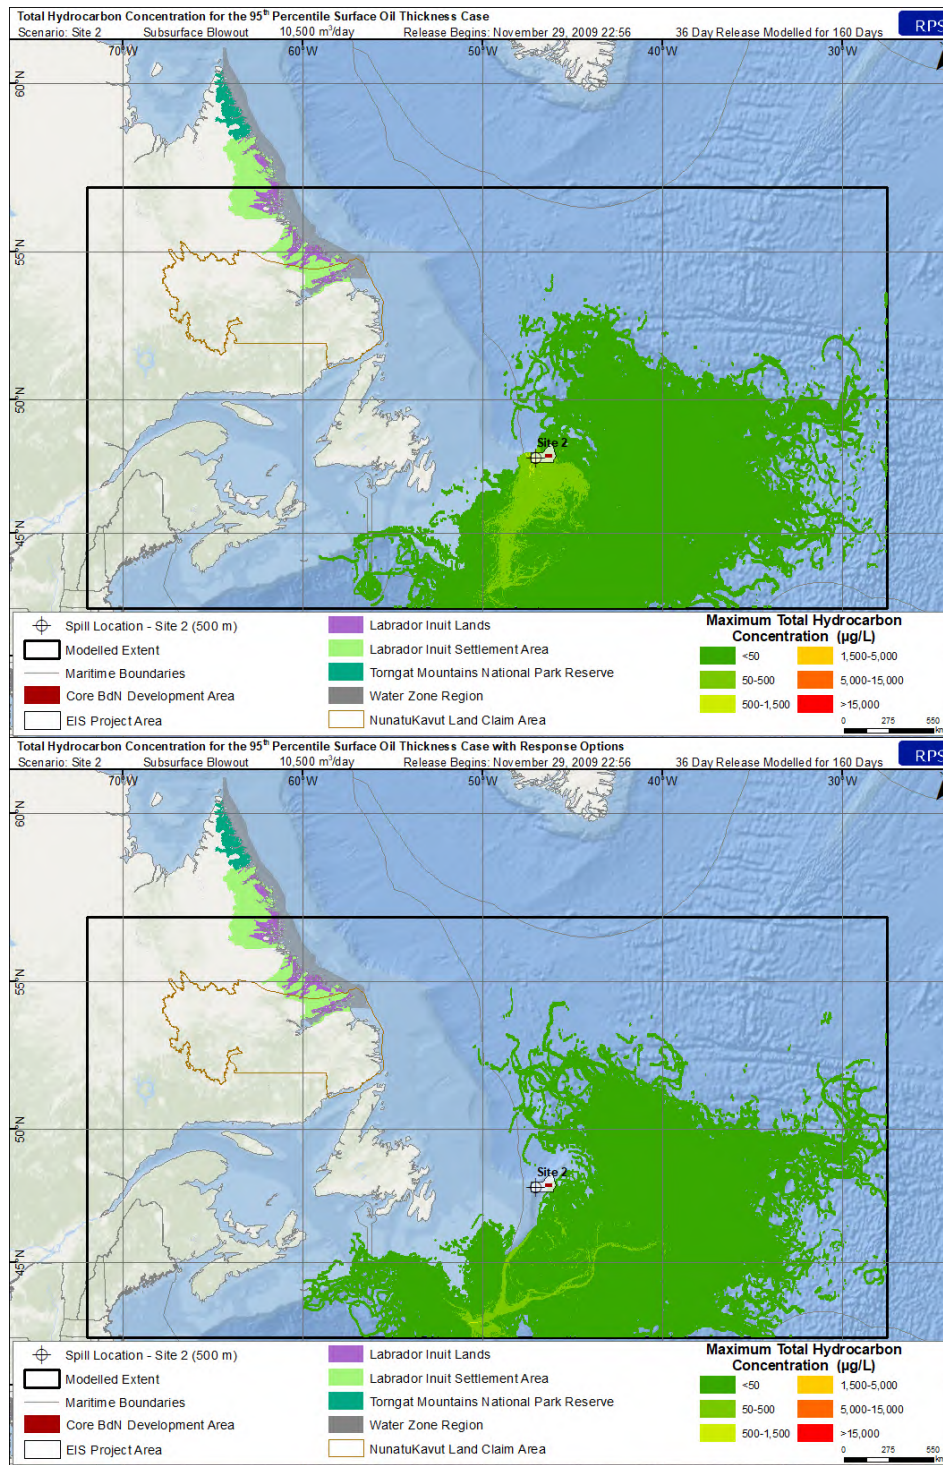 Total Hydrocarbon Concentration for the 95th Percentile Surface Oil Thickness Case
Scenario: Site 2 Subsurface Blowout 10,500 m³/day Release Begins: November 29, 2009 22:56 36 Day Release Modelled for 160 Days
RPS
70°W 60°W 50°W 40°W 30°W
60°N
55°N
50°N
Site 2
45°N
Spill Location - Site 2 (500 m)
Modelled Extent
Maritime Boundaries
Core BdN Development Area
EIS Project Area
Labrador Inuit Lands
Labrador Inuit Settlement Area
Torngat Mountains National Park Reserve
Water Zone Region
NunatuKavut Land Claim Area
Maximum Total Hydrocarbon
Concentration (µg/L)
<50 1,500-5,000
50-500 5,000-15,000
500-1,500 >15,000
0 275 550
km
Total Hydrocarbon Concentration for the 95th Percentile Surface Oil Thickness Case with Response Options
Scenario: Site 2 Subsurface Blowout 10,500 m³/day Release Begins: November 29, 2009 22:56 36 Day Release Modelled for 160 Days
RPS
70°W 60°W 50°W 40°W 30°W
60°N
55°N
50°N
Site 2
45°N
Spill Location - Site 2 (500 m)
Modelled Extent
Maritime Boundaries
Core BdN Development Area
EIS Project Area
Labrador Inuit Lands
Labrador Inuit Settlement Area
Torngat Mountains National Park Reserve
Water Zone Region
NunatuKavut Land Claim Area
Maximum Total Hydrocarbon
Concentration (µg/L)
<50 1,500-5,000
50-500 5,000-15,000
500-1,500 >15,000
0 275 550
km